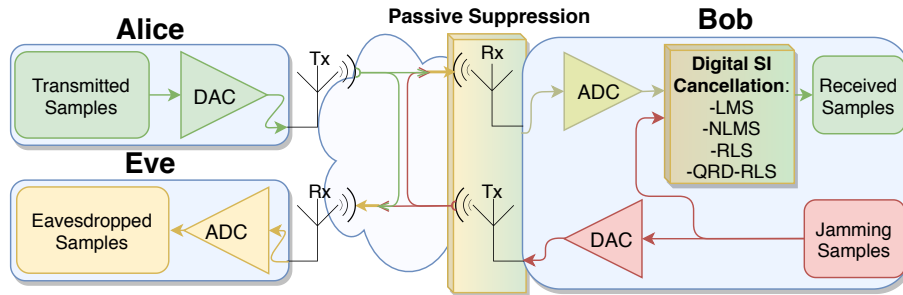 Alice
Passive Suppression
Bob
Transmitted
Samples
DAC
Tx
Rx
ADC
Digital SI
Cancellation:
-LMS
-NLMS
-RLS
-QRD-RLS
Received
Samples
Eve
Eavesdropped
Samples
ADC
Rx
Tx
DAC
Jamming
Samples